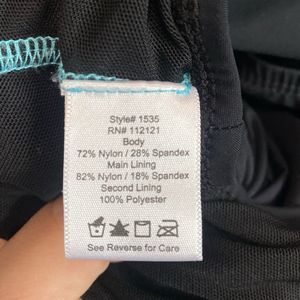 Style# 1535
RN# 112121
Body
72% Nylon / 28% Spandex
Main Lining
82% Nylon / 18% Spandex
Second Lining
100% Polyester
See Reverse for Care